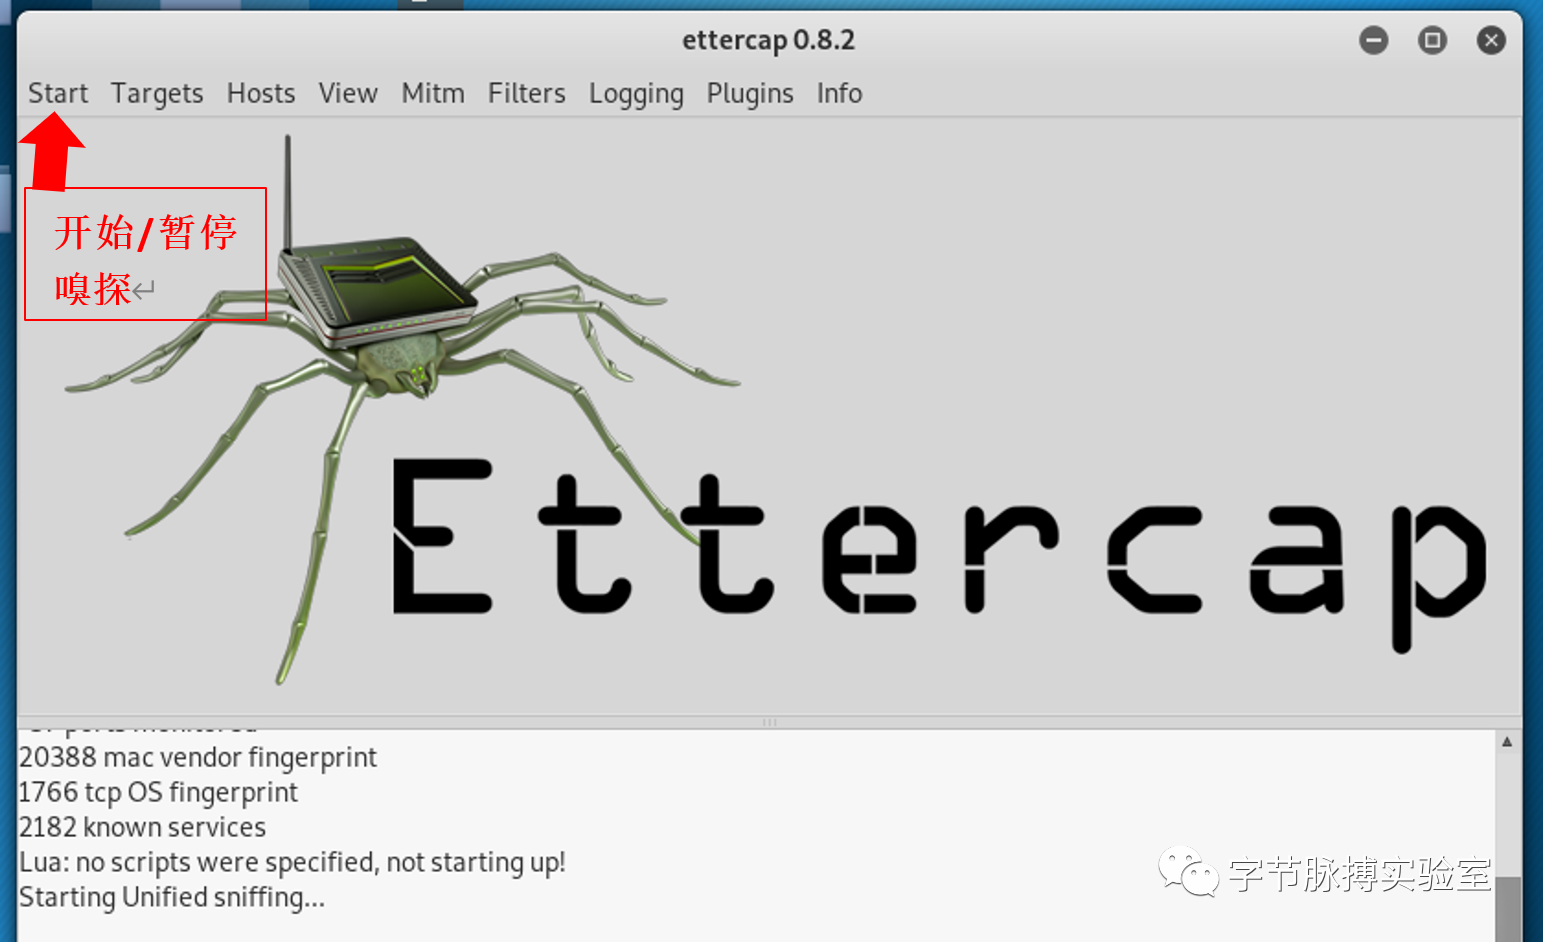 ettercap 0.8.2
Start Targets Hosts View Mitm Filters Logging Plugins Info
开始/暂停
嗅探
Ettercap
20388 mac vendor fingerprint
1766 tcp OS fingerprint
2182 known services
Lua: no scripts were specified, not starting up!
Starting Unified sniffing...
字节脉搏实验室